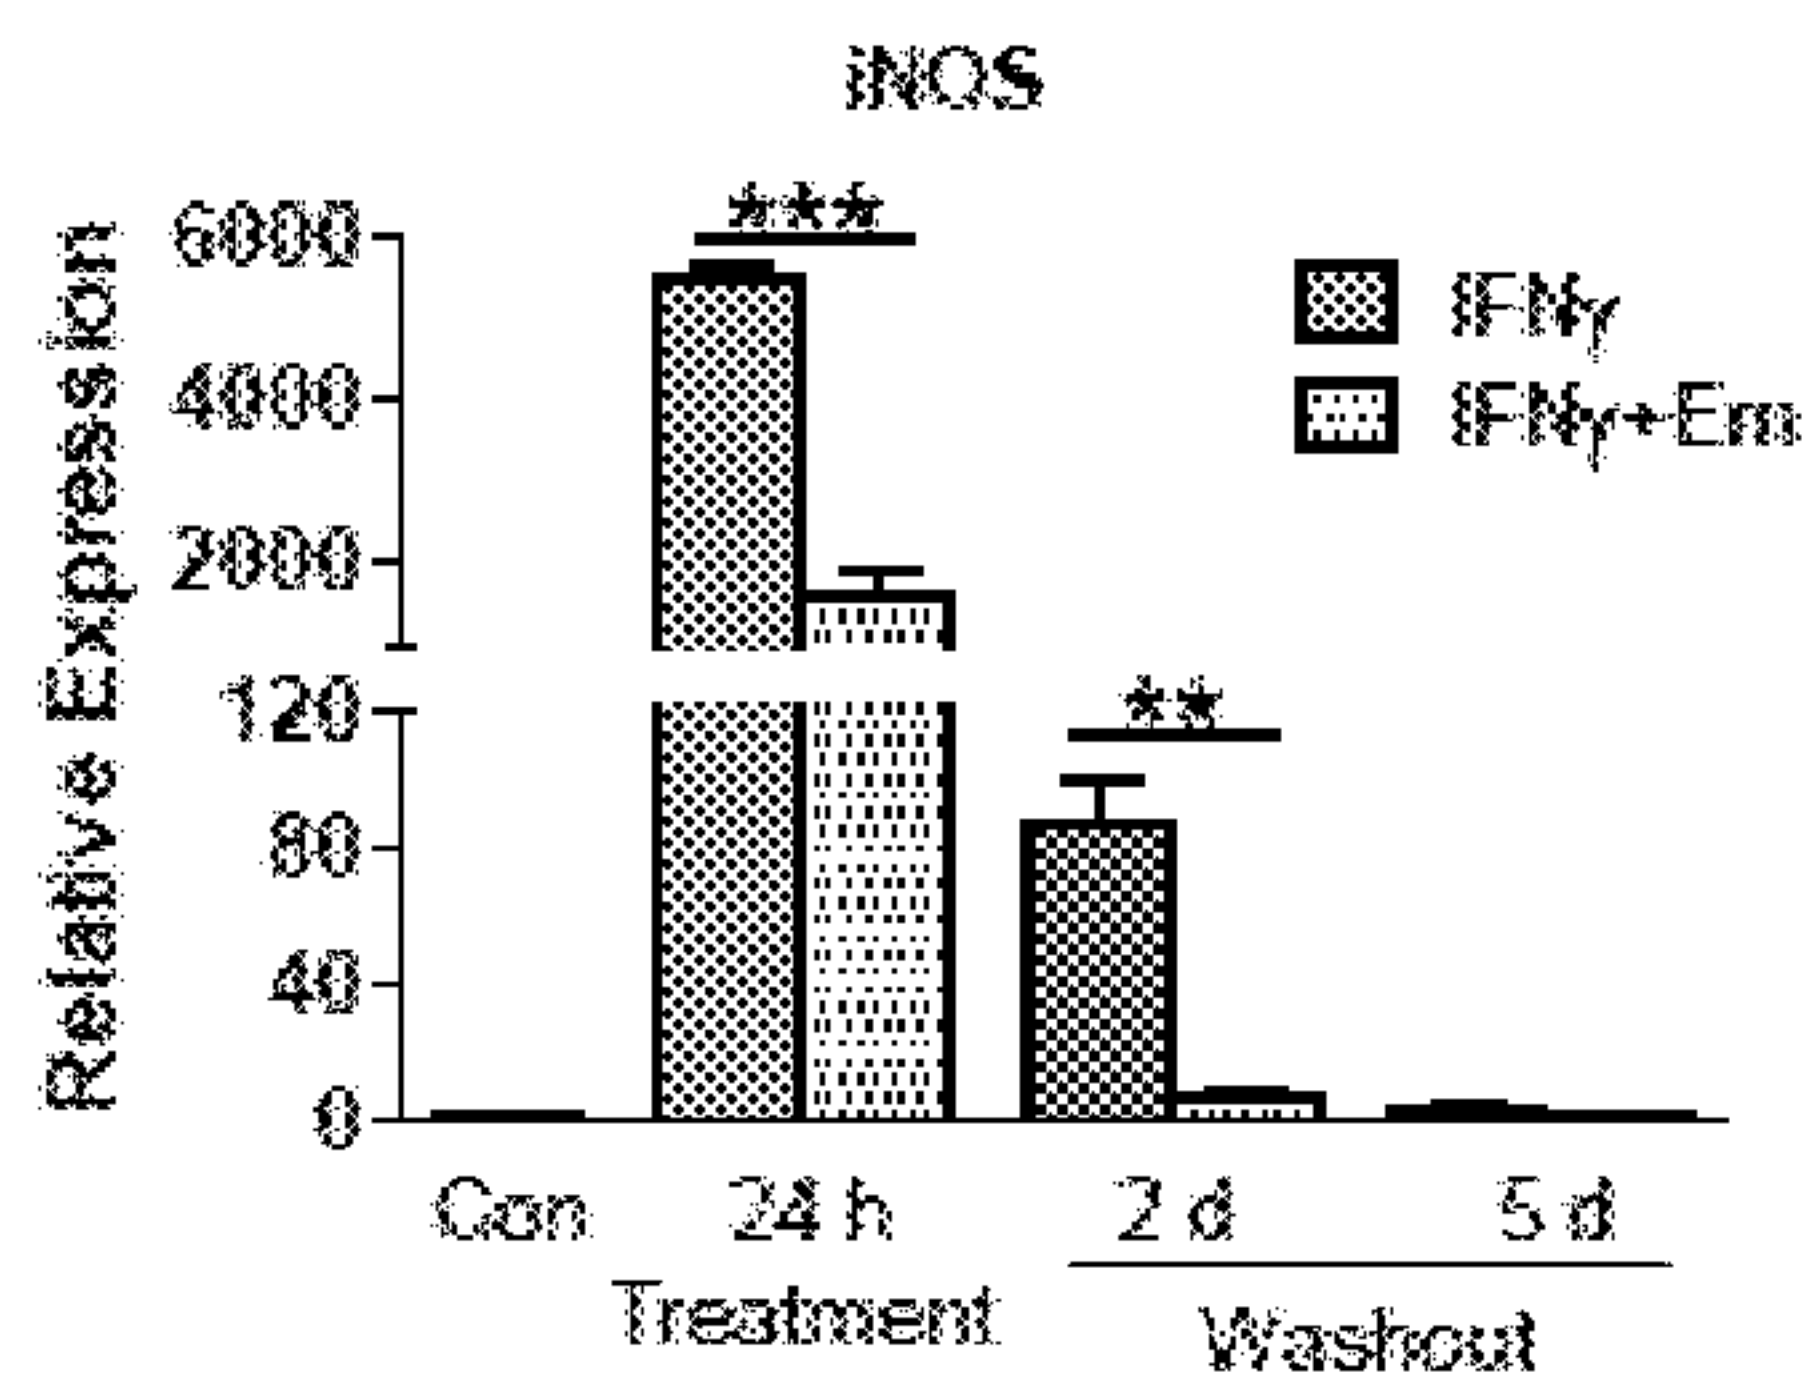 iNOS
Relative Expression
6000
4000
2000
120
80
40
0
***
**
IFNγ
IFNγ+Em
Con
24 h
2 d
5 d
Treatment
Washout